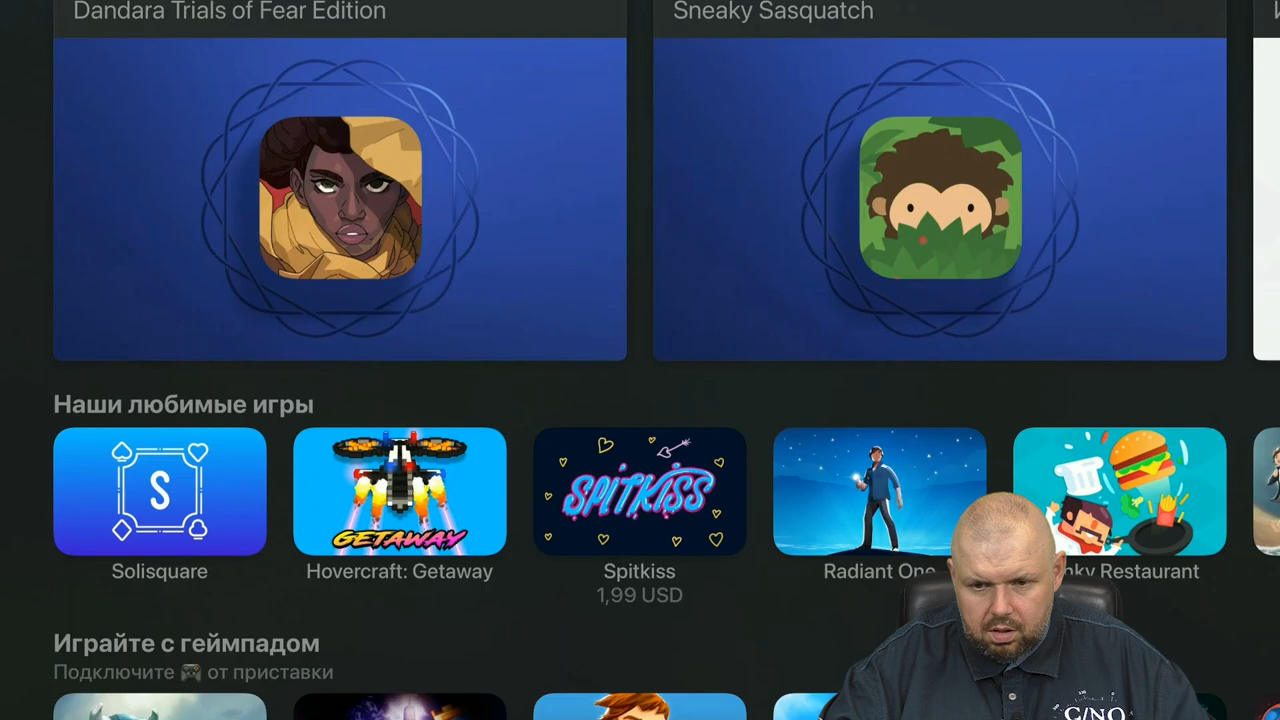 Dandara Trials of Fear Edition
Sneaky Sasquatch
Наши любимые игры
S
GETAWAY
SPITKISS
Solisquare
Hovercraft: Getaway
Spitkiss
Radiant One
Restaurant
1,99 USD
Играйте с геймпадом
Подключите 🎮 от приставки